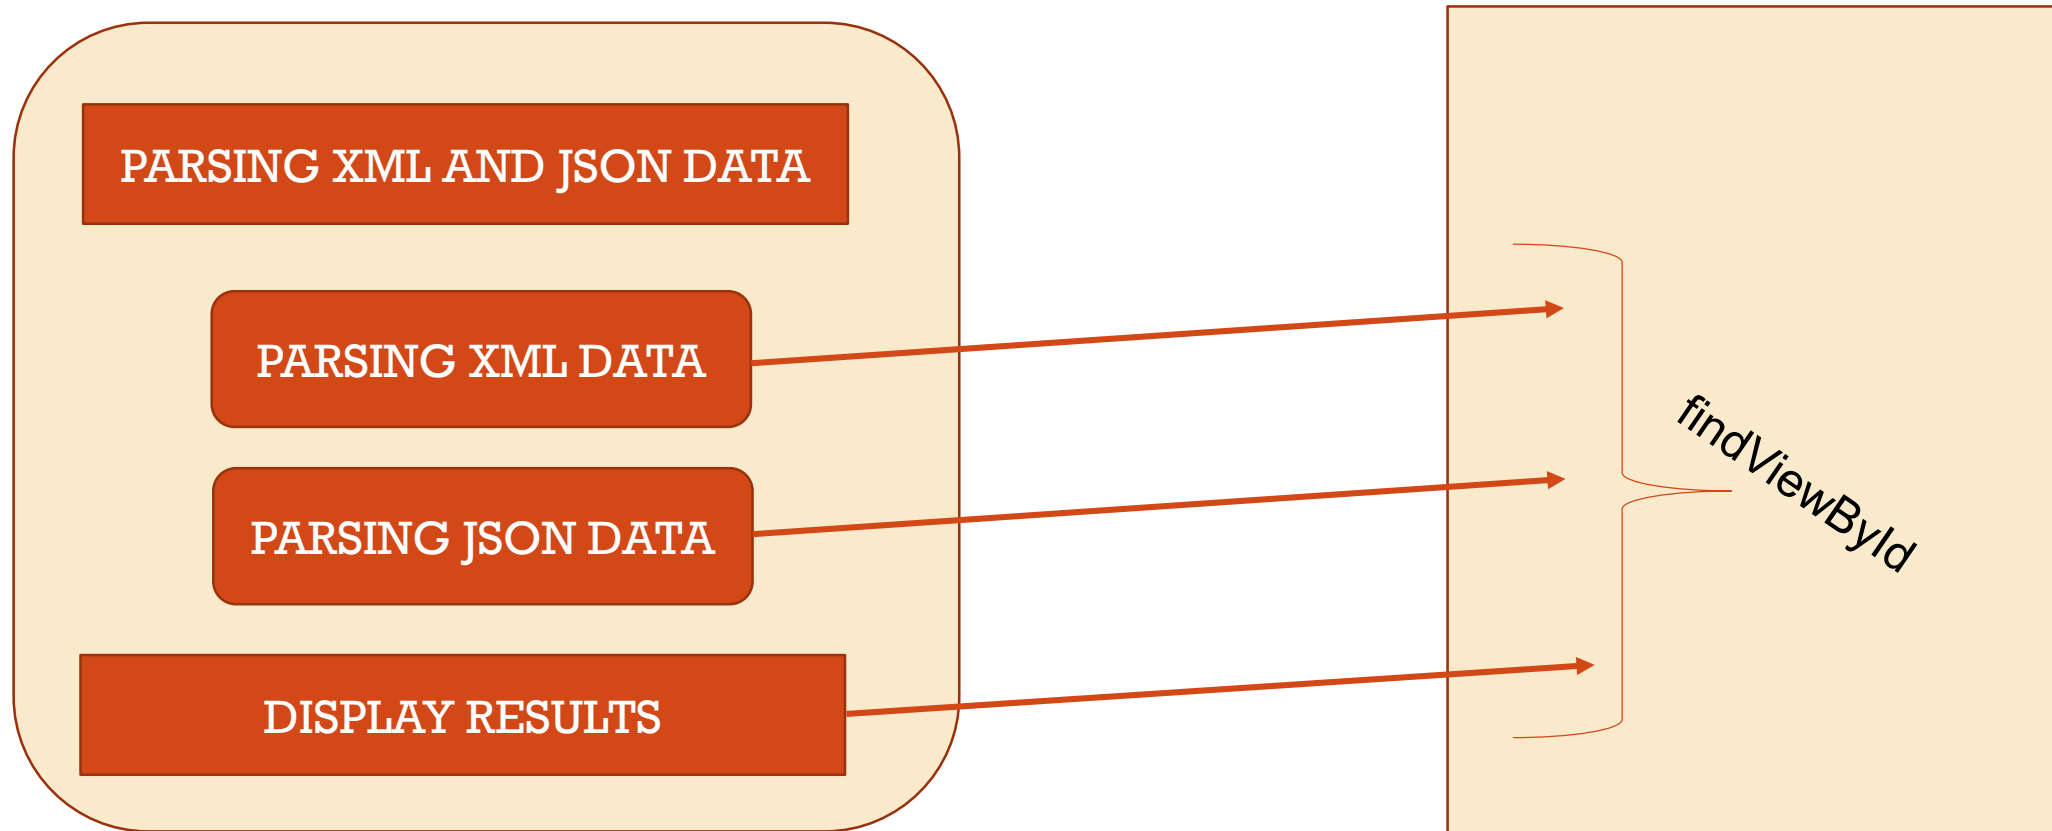 PARSING XML AND JSON DATA
PARSING XML DATA
PARSING JSON DATA
DISPLAY RESULTS
findViewById